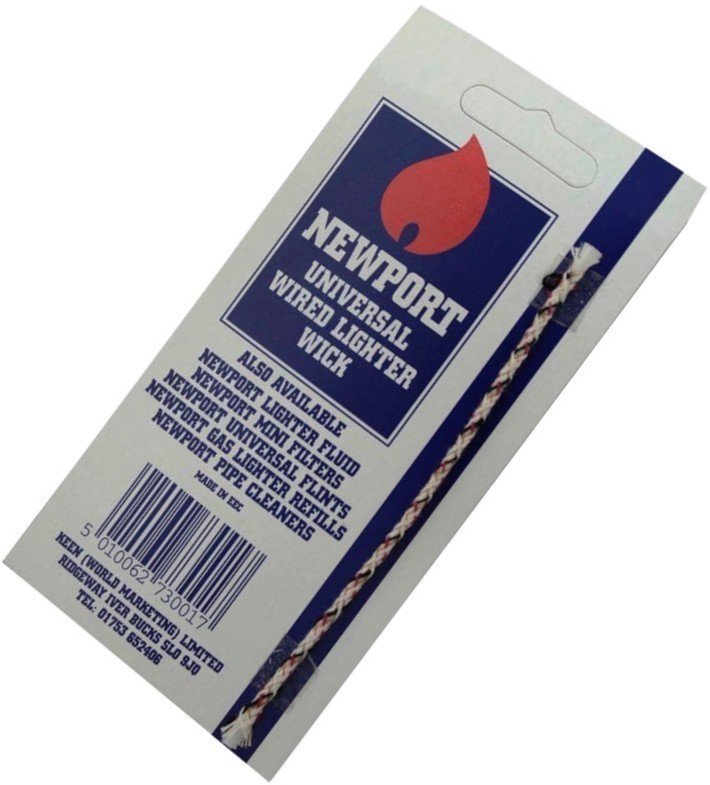 NEWPORT
UNIVERSAL
WIRED LIGHTER
WICK
ALSO AVAILABLE
NEWPORT LIGHTER FLUID
NEWPORT MINI FILTERS
NEWPORT UNIVERSAL FLINTS
NEWPORT GAS LIGHTER REFILLS
NEWPORT PIPE CLEANERS
MADE IN EEC
5 010062 730017
KEEN (WORLD MARKETING) LIMITED
RIDGEWAY IVER BUCKS SL0 9JQ
TEL: 01753 652406